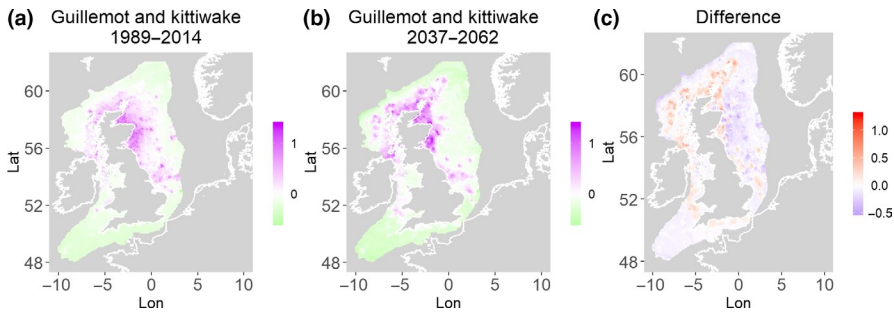 (a) Guillemot and kittiwake
1989–2014
60
56
52
48
Lat
−10 −5 0 5 10
Lon
1
0
(b) Guillemot and kittiwake
2037–2062
60
56
52
48
Lat
−10 −5 0 5 10
Lon
1
0
(c) Difference
60
56
52
48
Lat
−10 −5 0 5 10
Lon
1.0
0.5
0.0
−0.5